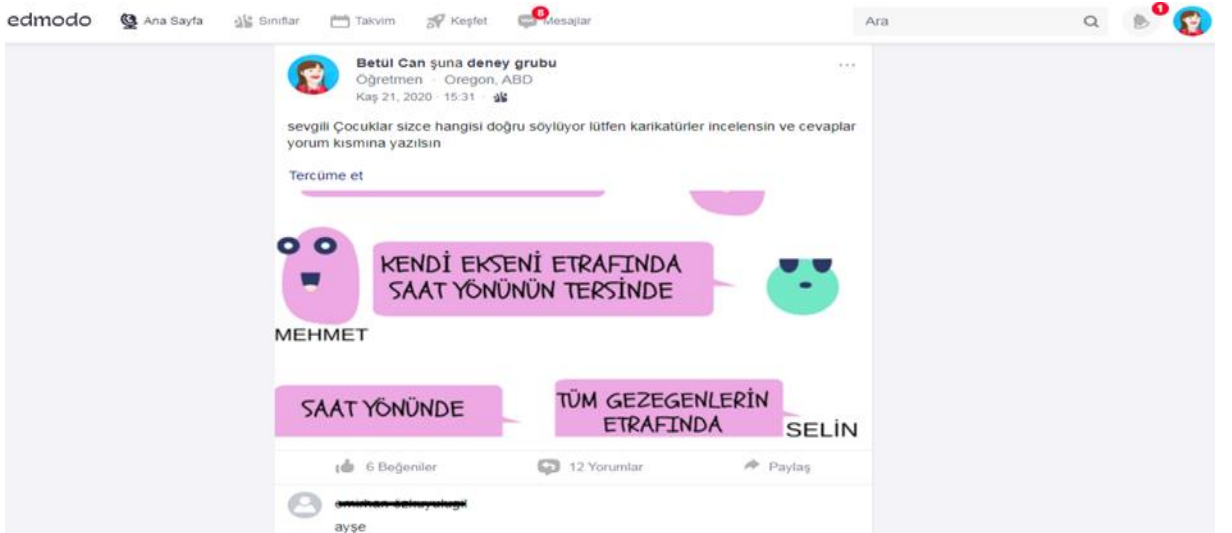 edmodo Ana Sayfa Sınıflar Takvim Keşfet 8 Mesajlar Ara 1
Betül Can şuna deney grubu
Öğretmen · Oregon, ABD
Kaş 21, 2020 · 15:31 ·
sevgili Çocuklar sizce hangisi doğru söylüyor lütfen karikatürler incelensin ve cevaplar
yorum kısmına yazılsın
Tercüme et
KENDİ EKSENİ ETRAFINDA
SAAT YÖNÜNÜN TERSİNDE
MEHMET
SAAT YÖNÜNDE
TÜM GEZEGENLERİN
ETRAFINDA
SELİN
6 Beğeniler 12 Yorumlar Paylaş
ayşe